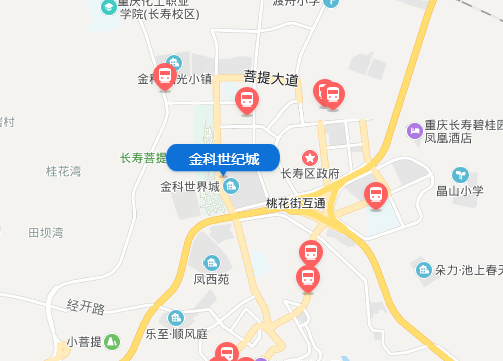 重庆化工职业
学院(长寿校区)
渡舟小学
菩提大道
小镇
重庆长寿碧桂园
凤凰酒店
长寿菩提
金科世纪城
桂花湾
长寿区政府
金科世界城
晶山小学
桃花街互通
田坝湾
凤西苑
朵力·池上春天
经开路
乐至·顺风庭
小菩提